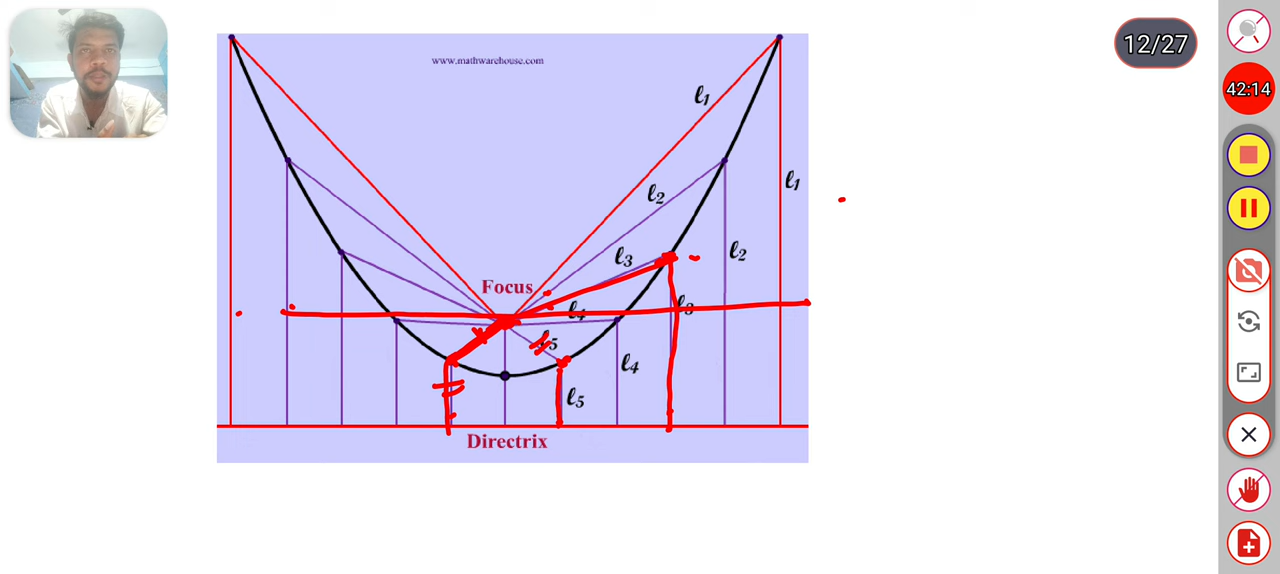 12/27
42:14
www.mathwarehouse.com
ℓ1
ℓ1
ℓ2
ℓ3
ℓ2
Focus
ℓ4
ℓ3
ℓ5
ℓ4
ℓ5
Directrix